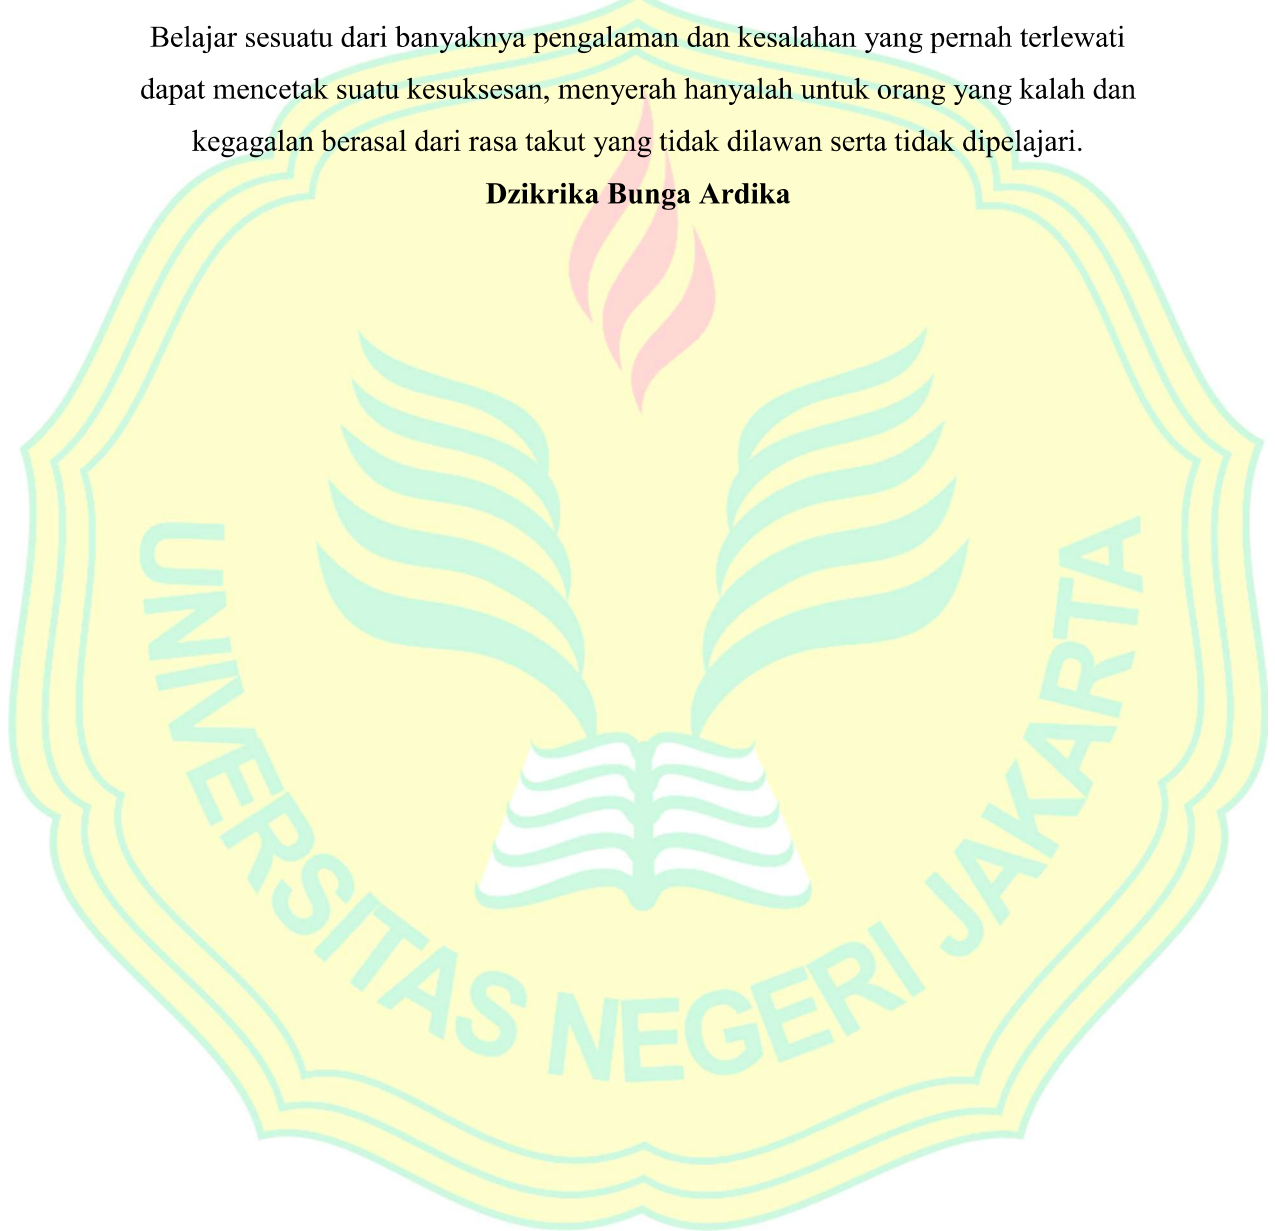 Belajar sesuatu dari banyaknya pengalaman dan kesalahan yang pernah terlewati
dapat mencetak suatu kesuksesan, menyerah hanyalah untuk orang yang kalah dan
kegagalan berasal dari rasa takut yang tidak dilawan serta tidak dipelajari.
Dzikrika Bunga Ardika
UNIVERSITAS NEGERI JAKARTA